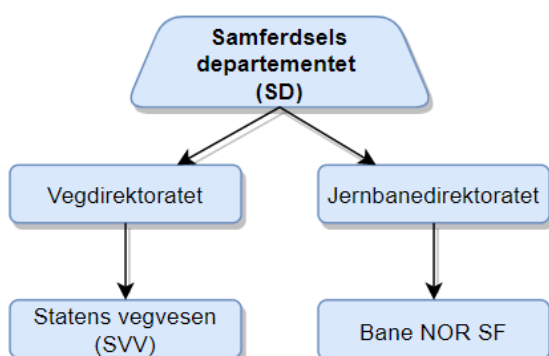 Samferdsels
departementet
(SD)
Vegdirektoratet
Jernbanedirektoratet
Statens vegvesen
(SVV)
Bane NOR SF